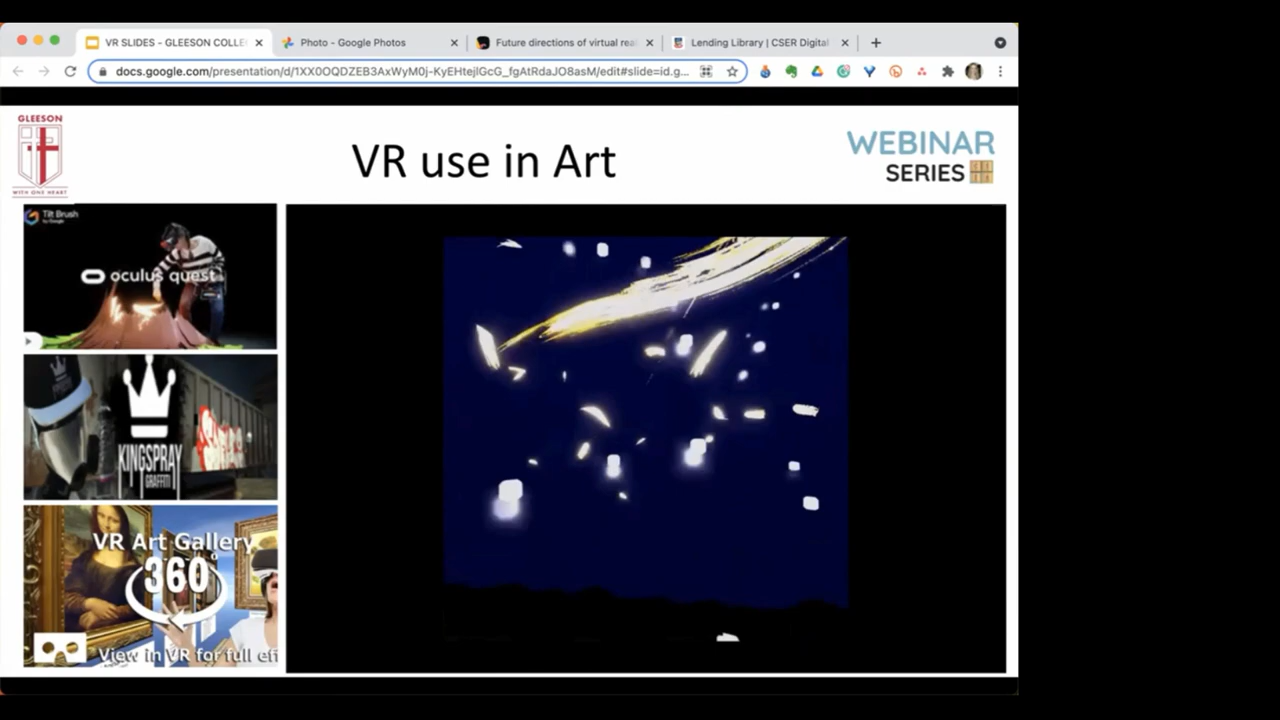 VR SLIDES - GLEESON COLLE
Photo - Google Photos
Future directions of virtual rea
Lending Library | CSER Digital
docs.google.com/presentation/d/1XX0OQDZEB3AxWyM0j-KyEHtejlGcG_fgAtRdaJO8asM/edit#slide=id.g...
GLEESON
WITH ONE HEART
VR use in Art
WEBINAR
SERIES
Tilt Brush
by Google
oculus quest
KINGSPRAY
GRAFFITI
VR Art Gallery
360°
View in VR for full eff